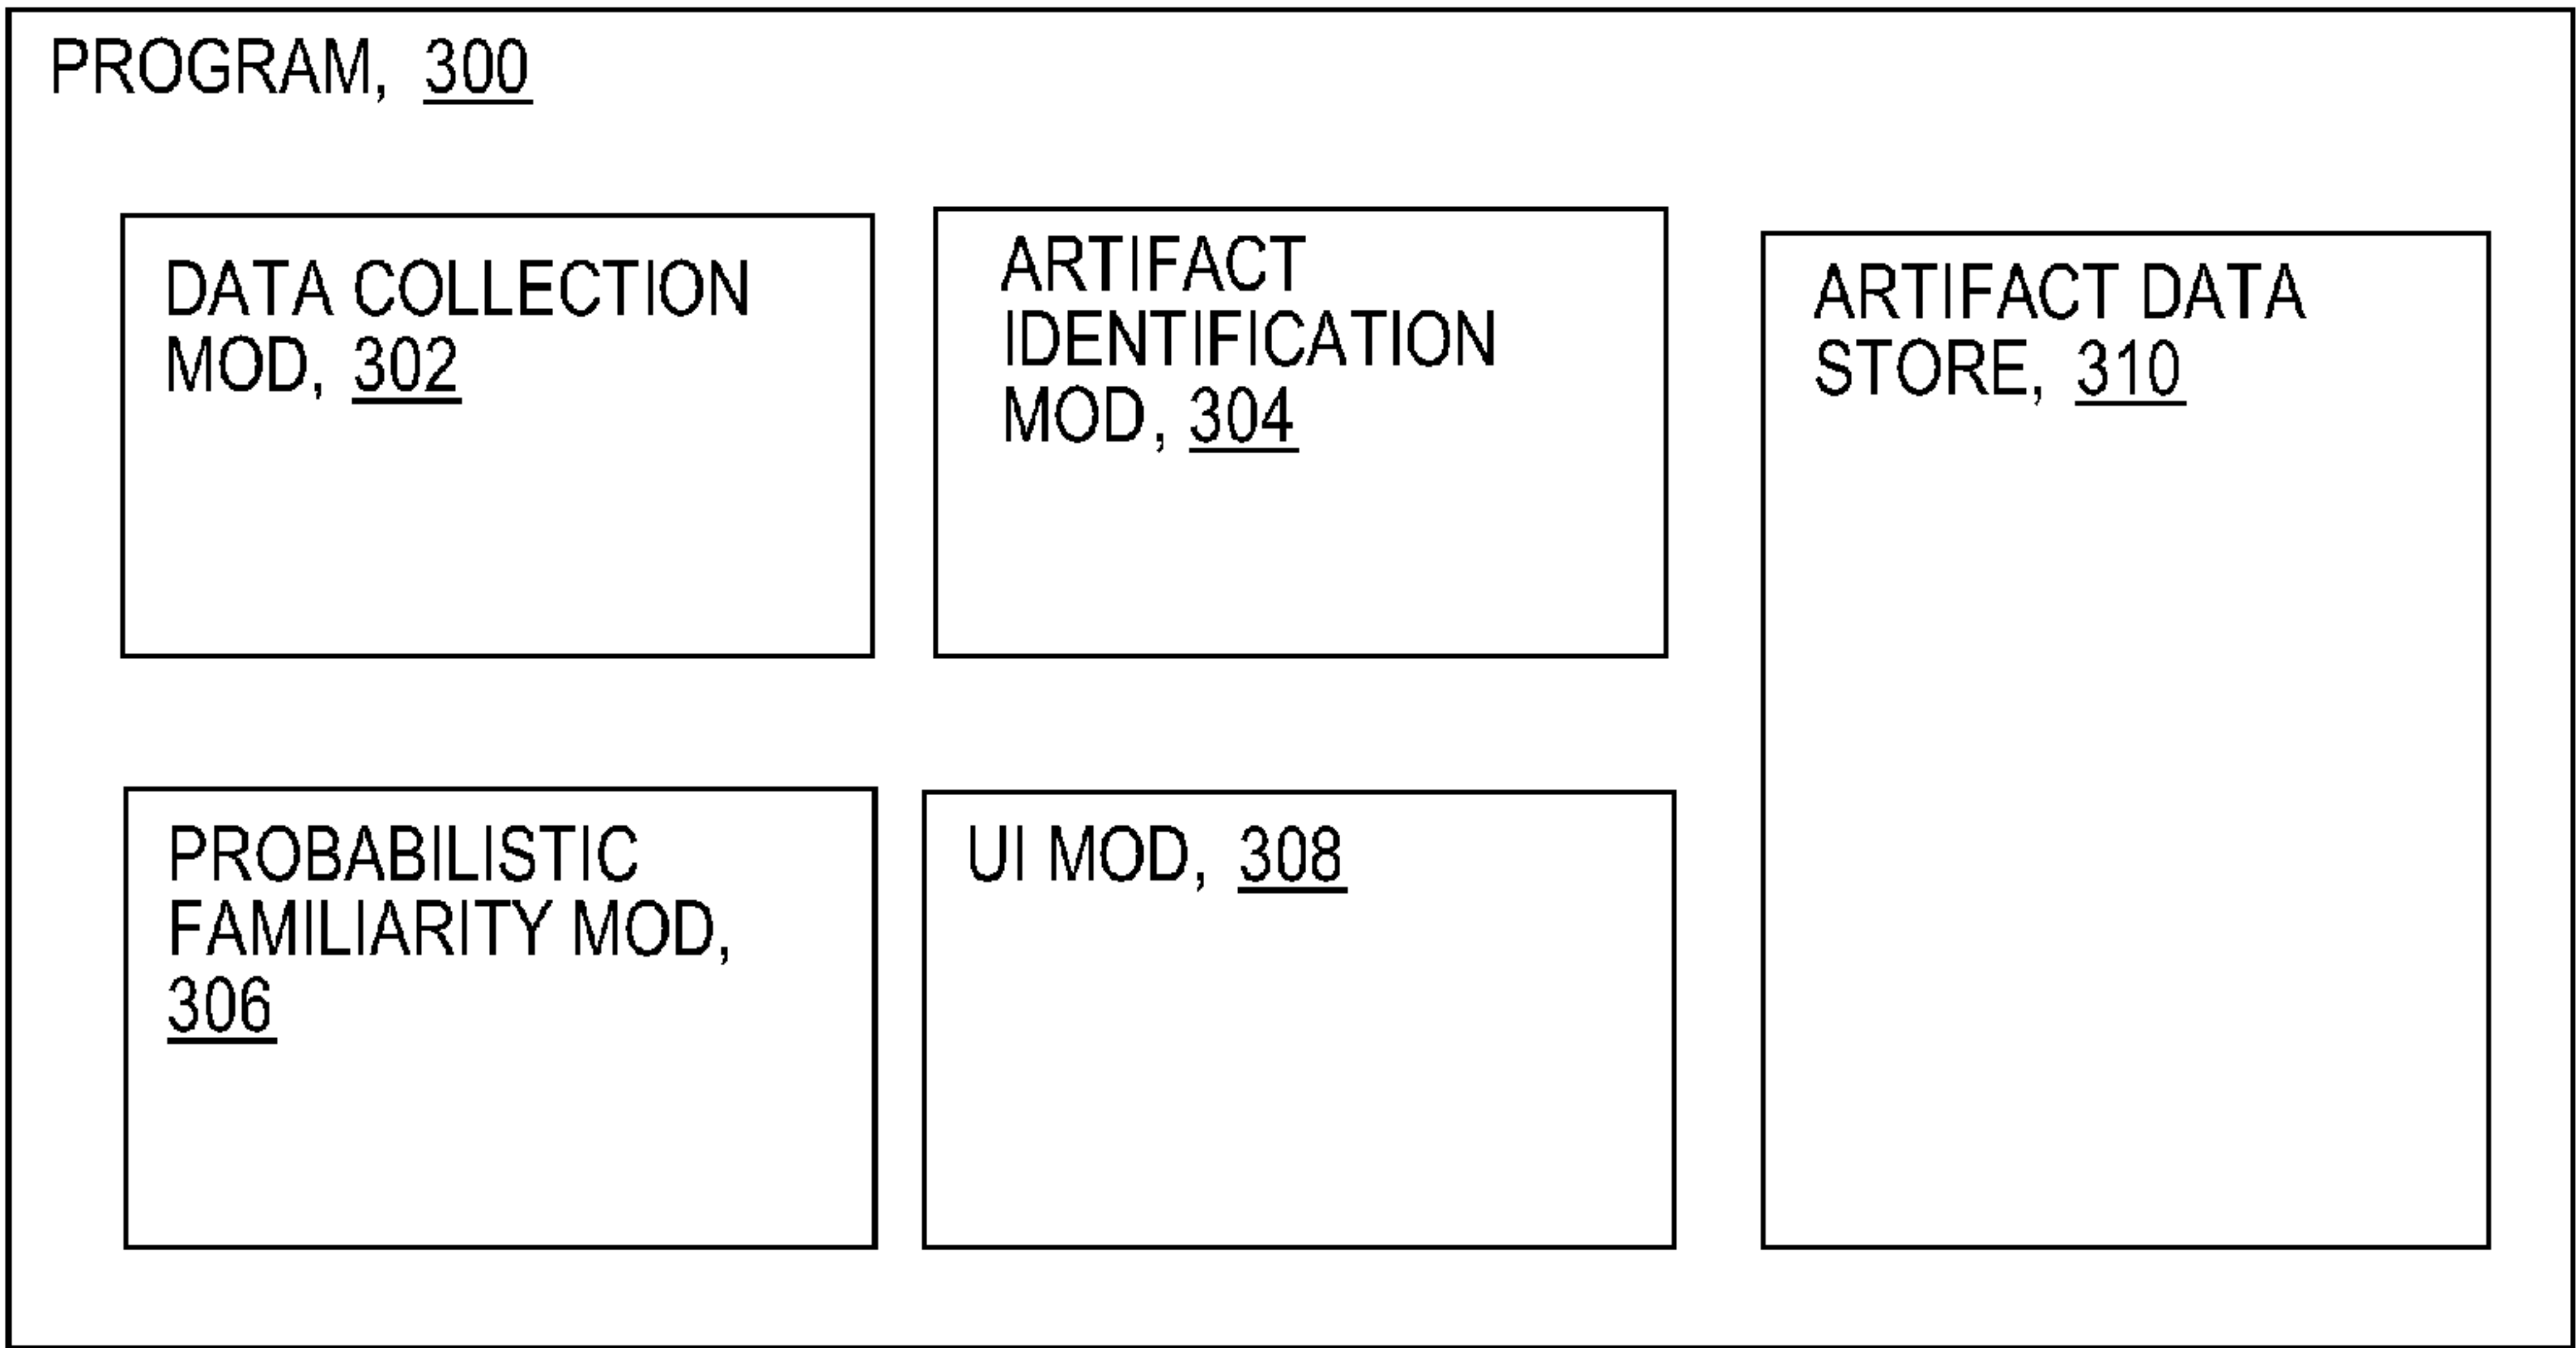 PROGRAM, 300
DATA COLLECTION
MOD, 302
ARTIFACT
IDENTIFICATION
MOD, 304
ARTIFACT DATA
STORE, 310
PROBABILISTIC
FAMILIARITY MOD,
306
UI MOD, 308